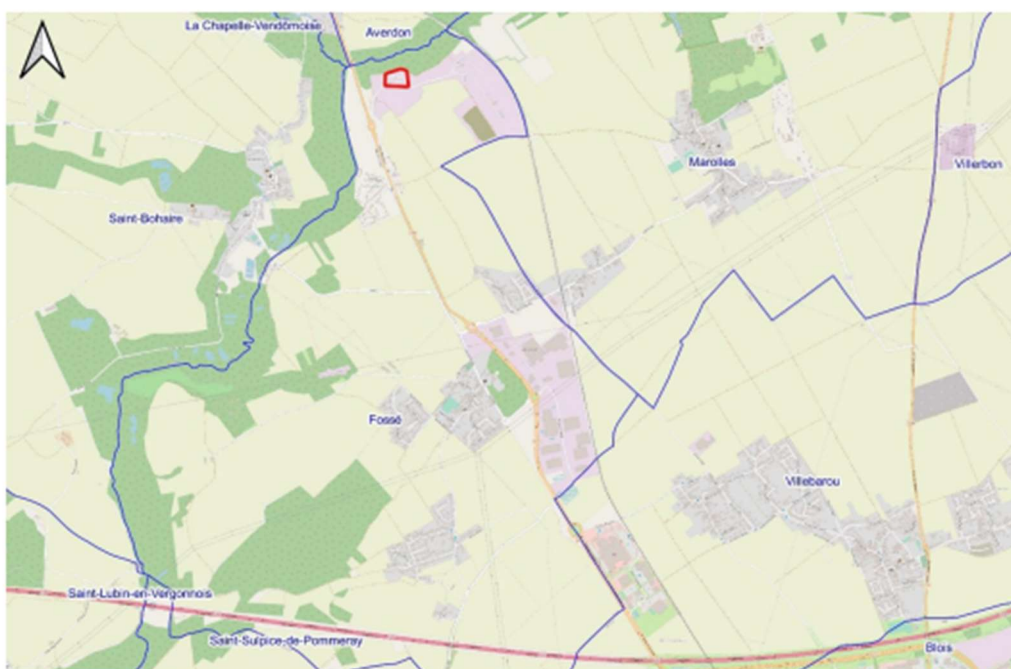 La Chapelle-Vendômoise
Averdon
Marolles
Villerbon
Saint-Bohaire
Fossé
Villebarou
Saint-Lubin-en-Vergonnois
Saint-Sulpice-de-Pommeray
Blois